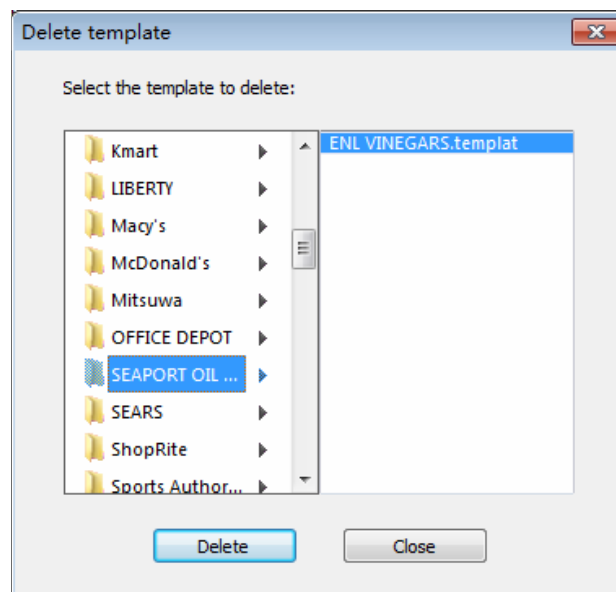 Delete template
Select the template to delete:
Kmart
LIBERTY
Macy's
McDonald's
Mitsuwa
OFFICE DEPOT
SEAPORT OIL ...
SEARS
ShopRite
Sports Author...
ENL VINEGARS.templat
Delete
Close